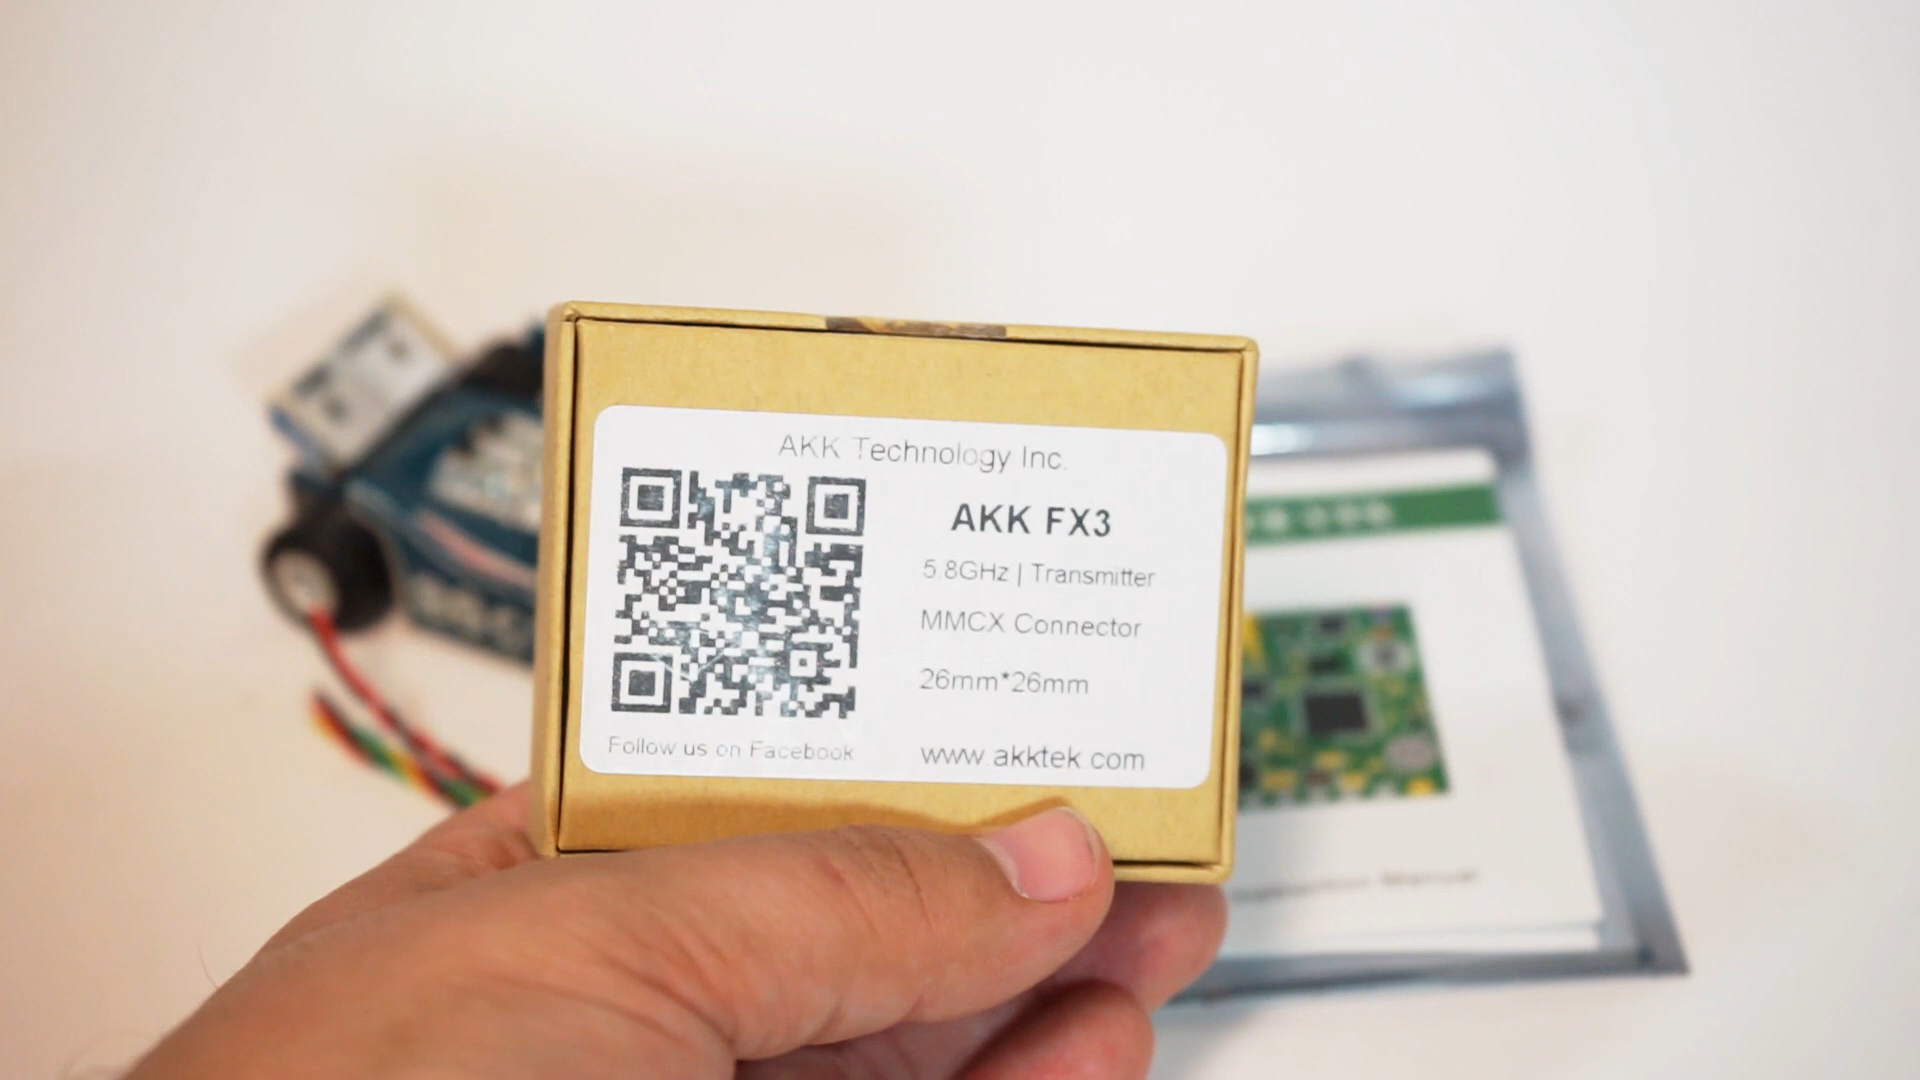 AKK Technology Inc.
AKK FX3
5.8GHz | Transmitter
MMCX Connector
26mm*26mm
Follow us on Facebook
www.akktek.com
Manual